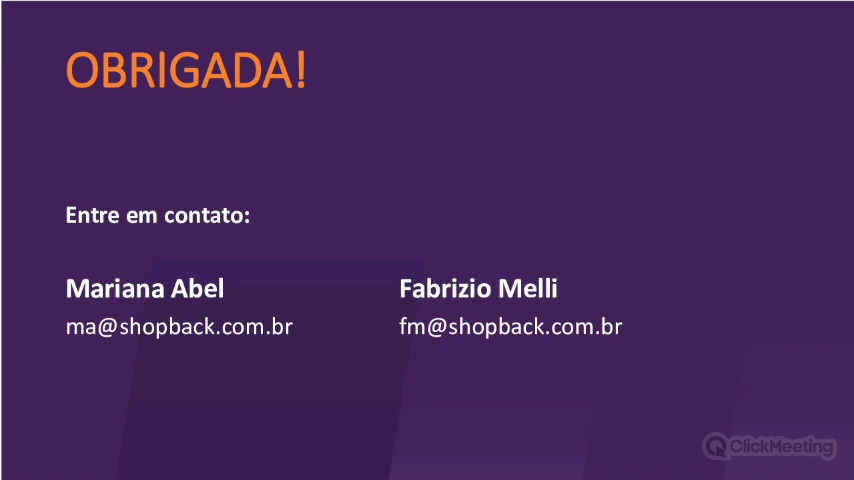 OBRIGADA!
Entre em contato:
Mariana Abel
ma@shopback.com.br
Fabrizio Melli
fm@shopback.com.br
ClickMeeting